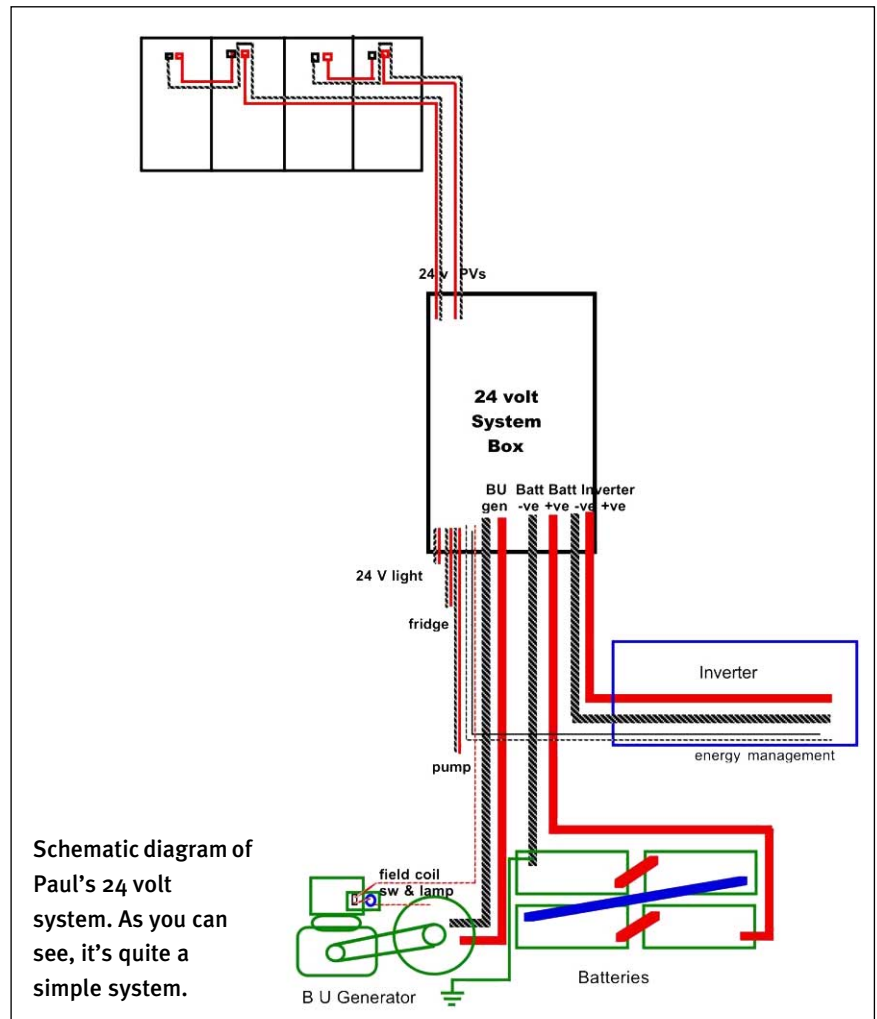 24 v PVs
24 volt
System
Box
BU Batt Batt Inverter
gen -ve +ve -ve +ve
24 V light
fridge
pump
Inverter
energy management
field coil
sw & lamp
B U Generator
Batteries
Schematic diagram of
Paul's 24 volt
system. As you can
see, it's quite a
simple system.